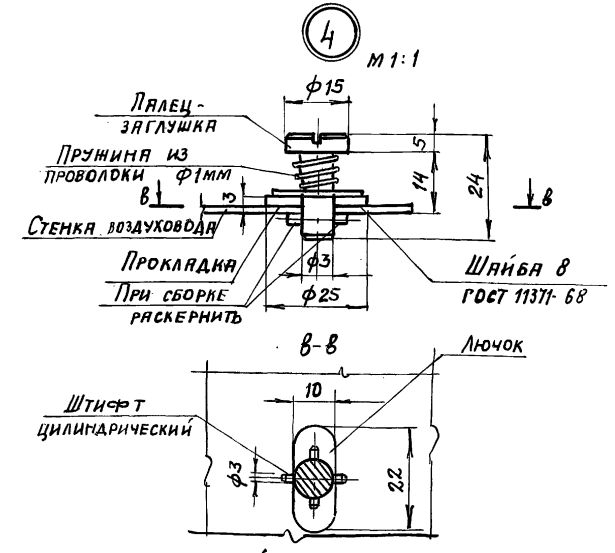 4
М 1:1
ф15
ПАЛЕЦ-
ЗАГЛУШКА
ПРУЖИНА ИЗ
ПРОВОЛОКИ ф1ММ
5
14
24
3
В
В
СТЕНКА ВОЗДУХОВОДА
ПРОКЛАДКА
ф3
ШАЙБА 8
ГОСТ 11371-68
ПРИ СБОРКЕ
РАСКЕРНИТЬ
ф25
В-В
ЛЮЧОК
10
ШТИФТ
ЦИЛИНДРИЧЕСКИЙ
ф3
22